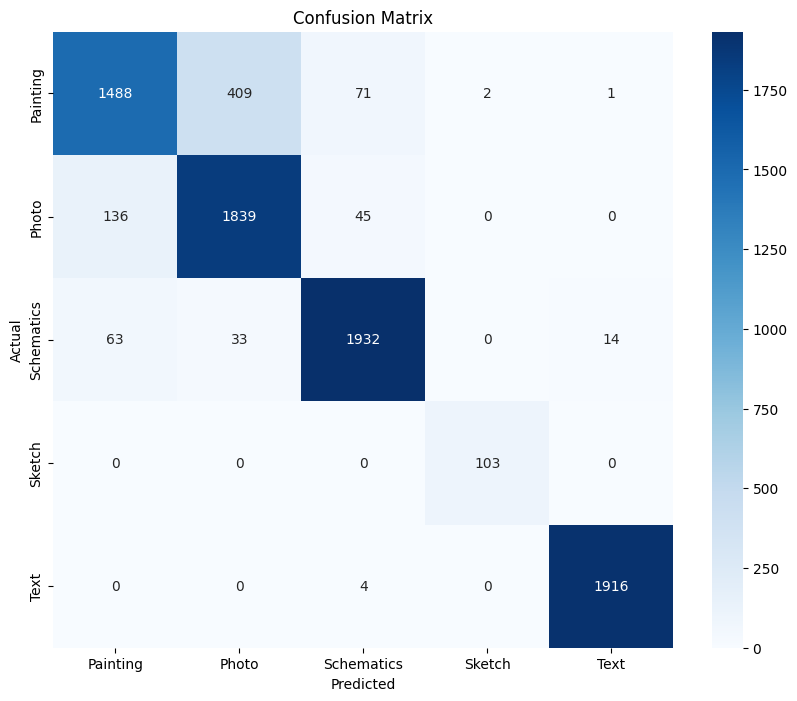 Confusion Matrix
Painting 1488 409 71 2 1
Photo 136 1839 45 0 0
Schematics 63 33 1932 0 14
Sketch 0 0 0 103 0
Text 0 0 4 0 1916
Actual
Painting Photo Schematics Sketch Text
Predicted
1750
1500
1250
1000
750
500
250
0